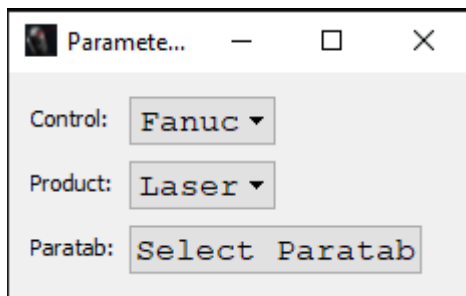 Paramete...
Control: Fanuc
Product: Laser
Paratab: Select Paratab